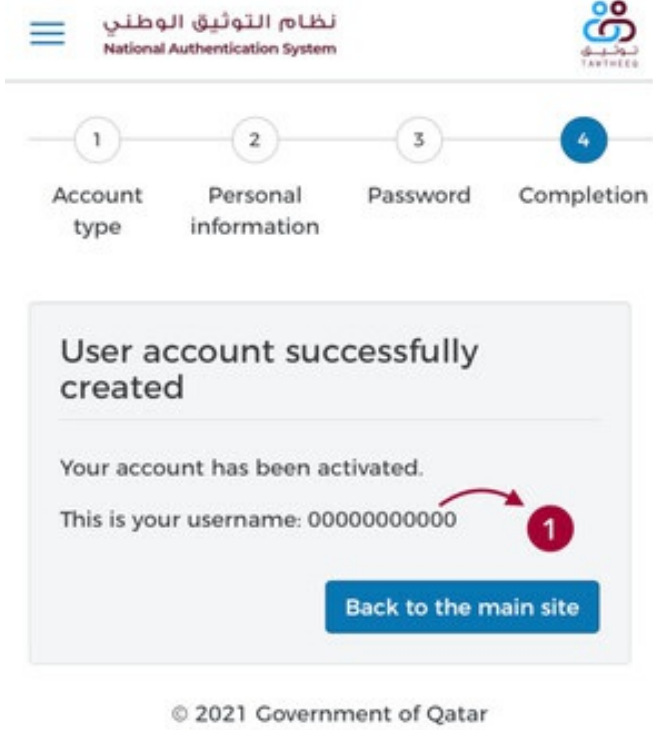 نظام التوثيق الوطني
National Authentication System
توثيق
TAWTHEEQ
1
2
3
4
Account type
Personal information
Password
Completion
User account successfully
created
Your account has been activated.
This is your username: 00000000000
1
Back to the main site
© 2021 Government of Qatar